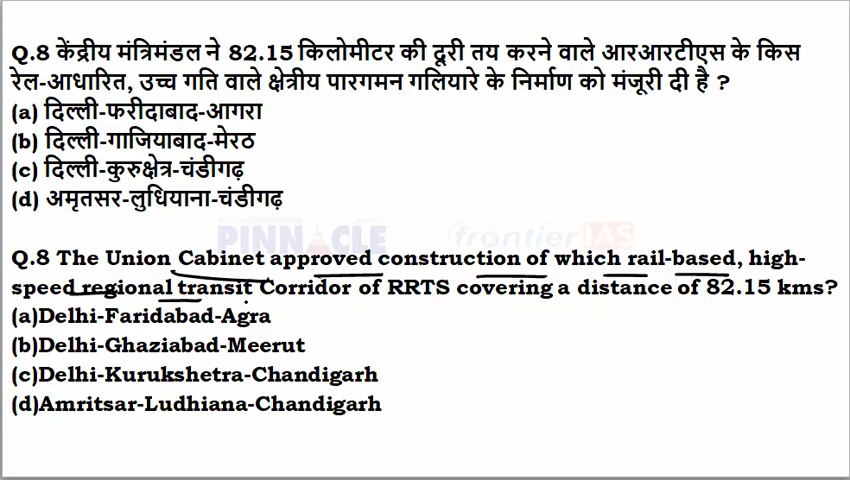 Q.8 केंद्रीय मंत्रिमंडल ने 82.15 किलोमीटर की दूरी तय करने वाले आरआरटीएस के किस
रेल-आधारित, उच्च गति वाले क्षेत्रीय पारगमन गलियारे के निर्माण को मंजूरी दी है ?
(a) दिल्ली-फरीदाबाद-आगरा
(b) दिल्ली-गाजियाबाद-मेरठ
(c) दिल्ली-कुरुक्षेत्र-चंडीगढ़
(d) अमृतसर-लुधियाना-चंडीगढ़
PINNACLE frontier IAS
Q.8 The Union Cabinet approved construction of which rail-based, high-
speed regional transit Corridor of RRTS covering a distance of 82.15 kms?
(a)Delhi-Faridabad-Agra
(b)Delhi-Ghaziabad-Meerut
(c)Delhi-Kurukshetra-Chandigarh
(d)Amritsar-Ludhiana-Chandigarh